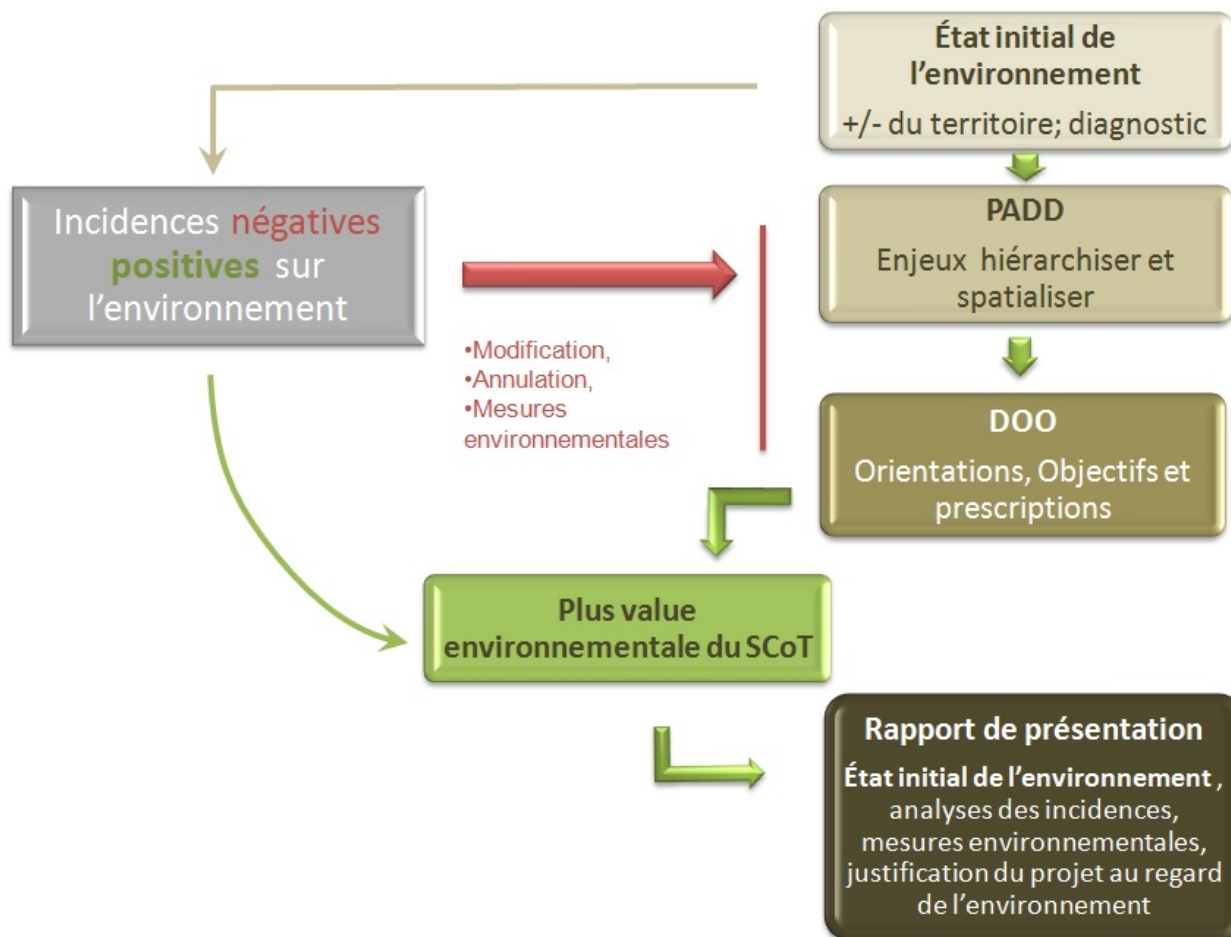 État initial de
l’environnement
+/- du territoire; diagnostic
Incidences négatives
positives sur
l’environnement
PADD
Enjeux hiérarchiser et
spatialiser
•Modification,
•Annulation,
•Mesures
environnementales
DOO
Orientations, Objectifs et
prescriptions
Plus value
environnementale du SCoT
Rapport de présentation
État initial de l’environnement ,
analyses des incidences,
mesures environnementales,
justification du projet au regard
de l’environnement